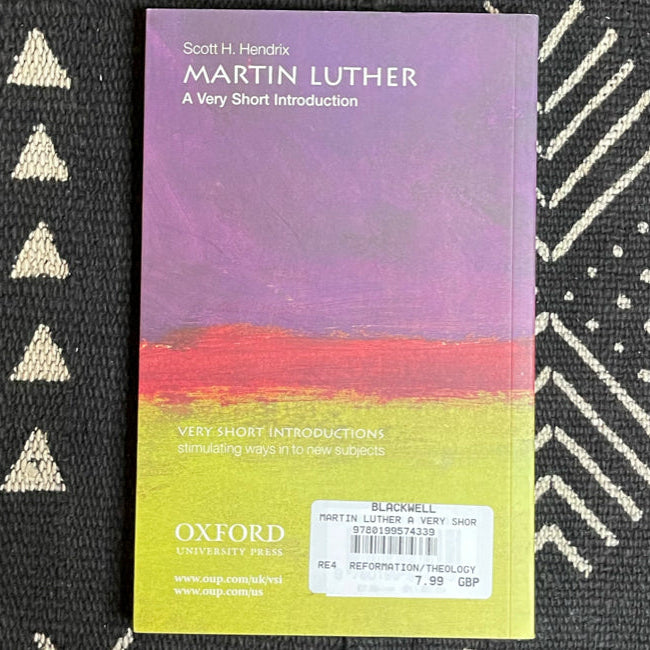 Scott H. Hendrix
MARTIN LUTHER
A Very Short Introduction
VERY SHORT INTRODUCTIONS
stimulating ways in to new subjects
OXFORD
UNIVERSITY PRESS
www.oup.com/uk/vsi
www.oup.com/us
BLACKWELL
MARTIN LUTHER A VERY SHOR
9780199574339
RE4 REFORMATION/THEOLOGY
7.99 GBP